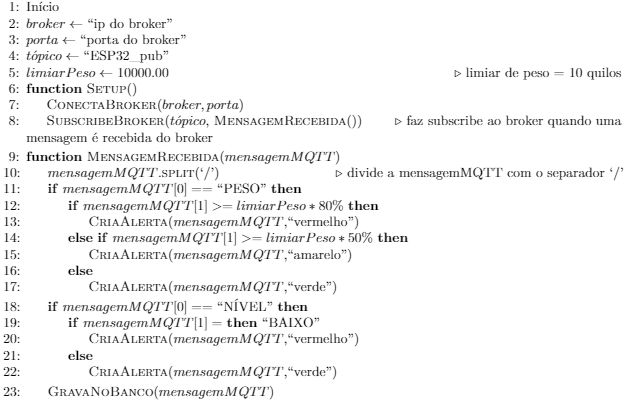 1: Início
2: broker ← “ip do broker”
3: porta ← “porta do broker”
4: tópico ← “ESP32_pub”
5: limiarPeso ← 10000.00 ▷ limiar de peso = 10 quilos
6: function Setup()
7: ConectaBroker(broker, porta)
8: SubscribeBroker(tópico, MensagemRecebida()) ▷ faz subscribe ao broker quando uma
mensagem é recebida do broker
9: function MensagemRecebida(mensagemMQTT)
10: mensagemMQTT.split(‘/’) ▷ divide a mensagemMQTT com o separador ‘/’
11: if mensagemMQTT[0] == “PESO” then
12: if mensagemMQTT[1] >= limiarPeso * 80% then
13: CriaAlerta(mensagemMQTT,“vermelho”)
14: else if mensagemMQTT[1] >= limiarPeso * 50% then
15: CriaAlerta(mensagemMQTT,“amarelo”)
16: else
17: CriaAlerta(mensagemMQTT,“verde”)
18: if mensagemMQTT[0] == “NÍVEL” then
19: if mensagemMQTT[1] = then “BAIXO”
20: CriaAlerta(mensagemMQTT,“vermelho”)
21: else
22: CriaAlerta(mensagemMQTT,“verde”)
23: GravaNoBanco(mensagemMQTT)